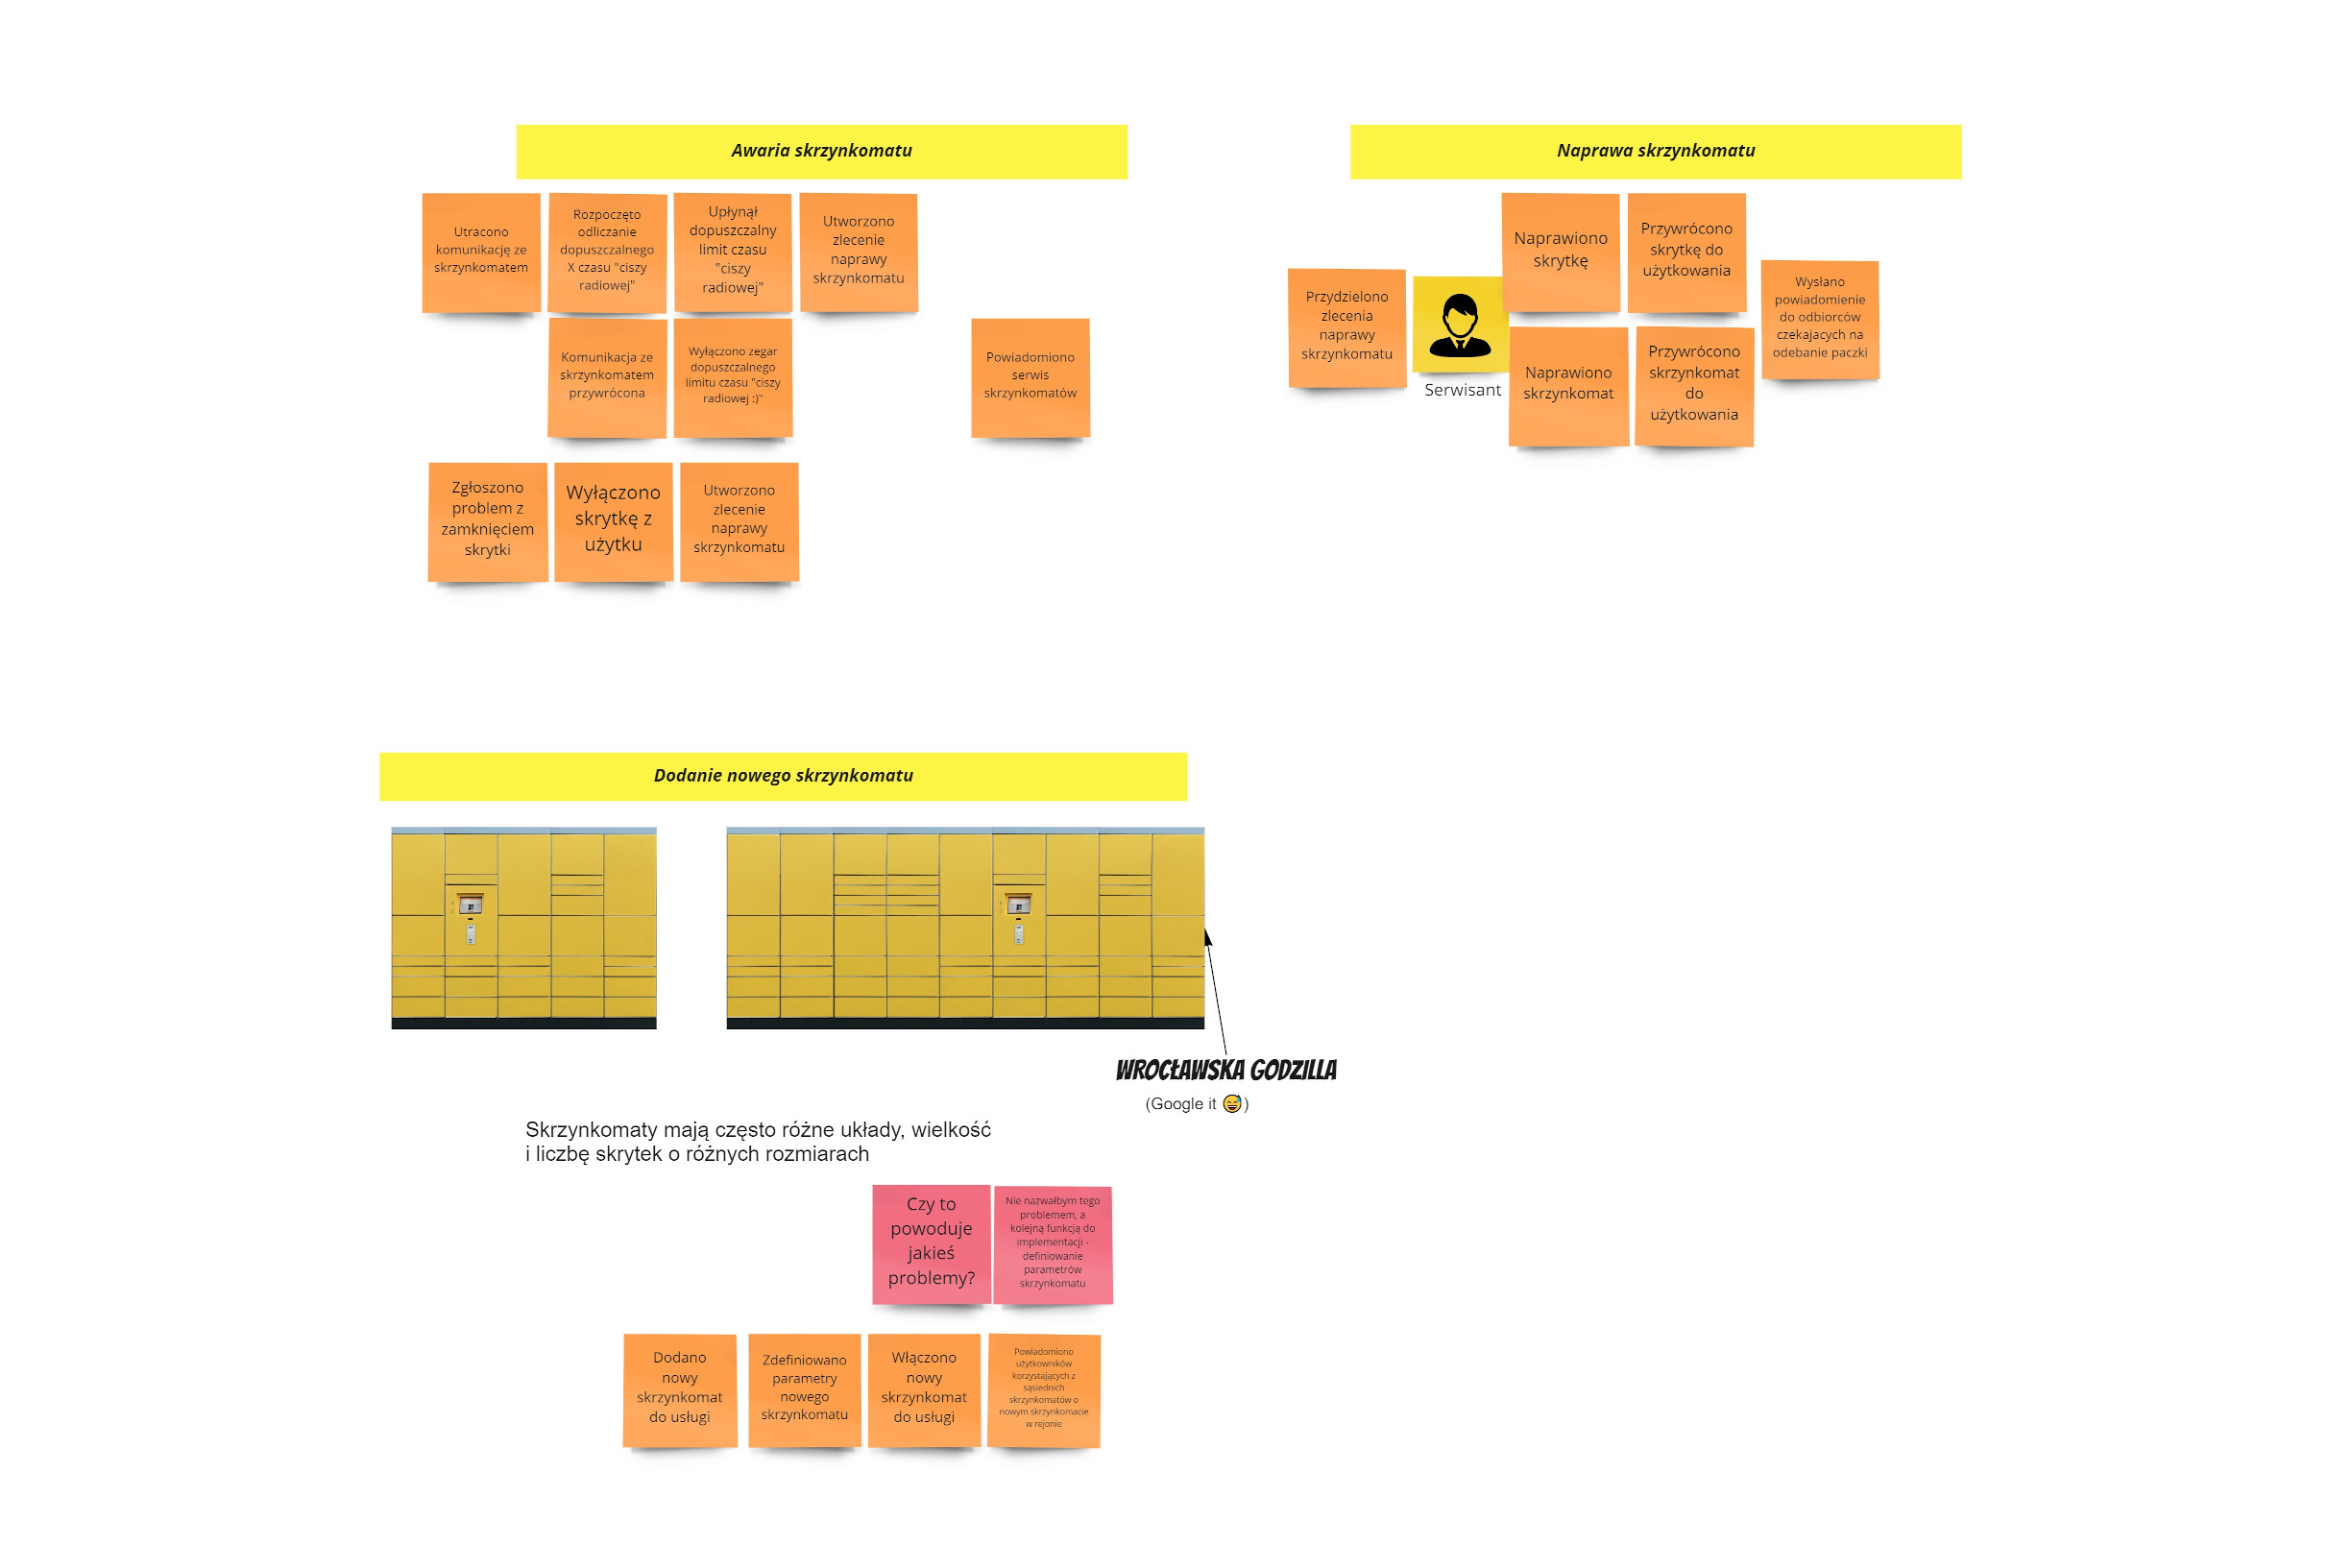 Awaria skrzynkomatu
Utracono
komunikację ze
skrzynkomatem
Rozpoczęto
odliczanie
dopuszczalnego
X czasu "ciszy
radiowej"
Upłynął
dopuszczalny
limit czasu
"ciszy
radiowej"
Utworzono
zlecenie
naprawy
skrzynkomatu
Komunikacja ze
skrzynkomatem
przywrócona
Wyłączono zegar
dopuszczalnego
limitu czasu "ciszy
radiowej :)"
Powiadomiono
serwis
skrzynkomatów
Zgłoszono
problem z
zamknięciem
skrytki
Wyłączono
skrytkę z
użytku
Utworzono
zlecenie
naprawy
skrzynkomatu
Naprawa skrzynkomatu
Przydzielono
zlecenia
naprawy
skrzynkomatu
Serwisant
Naprawiono
skrytkę
Przywrócono
skrytkę do
użytkowania
Naprawiono
skrzynkomat
Przywrócono
skrzynkomat
do
użytkowania
Wysłano
powiadomienie
do odbiorców
czekajacych na
odebanie paczki
Dodanie nowego skrzynkomatu
WROCŁAWSKA GODZILLA
(Google it 😅)
Skrzynkomaty mają często różne układy, wielkość
i liczbę skrytek o różnych rozmiarach
Czy to
powoduje
jakieś
problemy?
Nie nazwałbym tego
problemem, a
kolejną funkcją do
implementacji -
definiowanie
parametrów
skrzynkomatu
Dodano
nowy
skrzynkomat
do usługi
Zdefiniowano
parametry
nowego
skrzynkomatu
Włączono
nowy
skrzynkomat
do usługi
Powiadomiono
użytkowników
korzystających z
sąsiednich
skrzynkomatów o
nowym skrzynkomacie
w rejonie